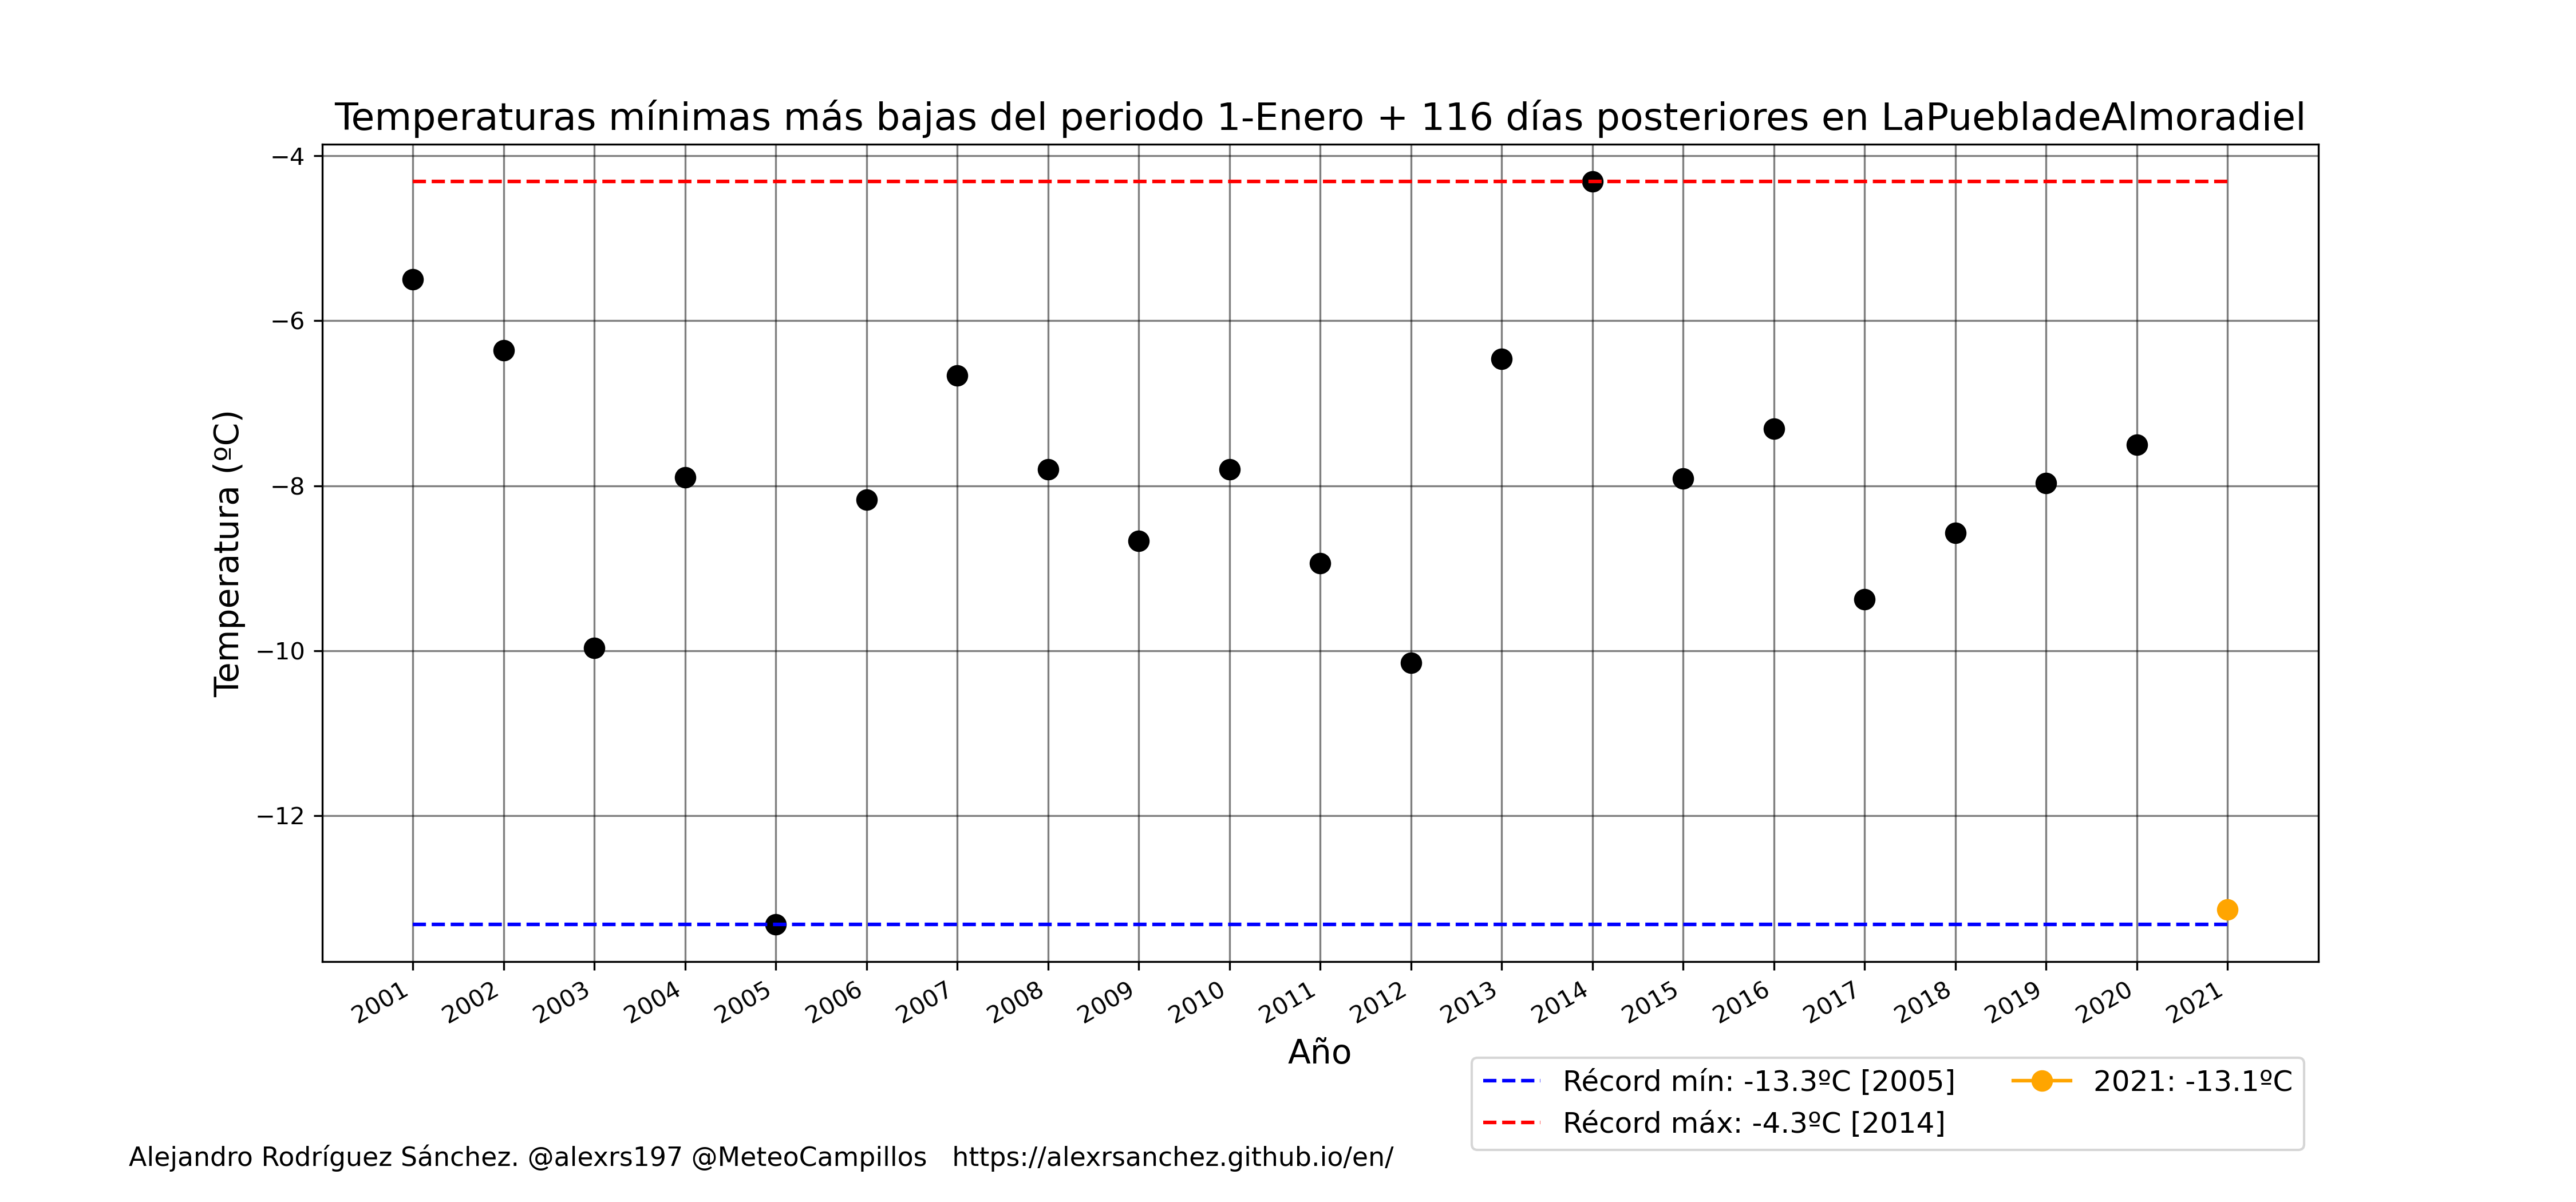 Temperaturas mínimas más bajas del periodo 1-Enero + 116 días posteriores en LaPuebladeAlmoradiel
Temperatura (ºC)
−4
−6
−8
−10
−12
2001 2002 2003 2004 2005 2006 2007 2008 2009 2010 2011 2012 2013 2014 2015 2016 2017 2018 2019 2020 2021
Año
Récord mín: -13.3ºC [2005]
Récord máx: -4.3ºC [2014]
2021: -13.1ºC
Alejandro Rodríguez Sánchez. @alexrs197 @MeteoCampillos https://alexrsanchez.github.io/en/